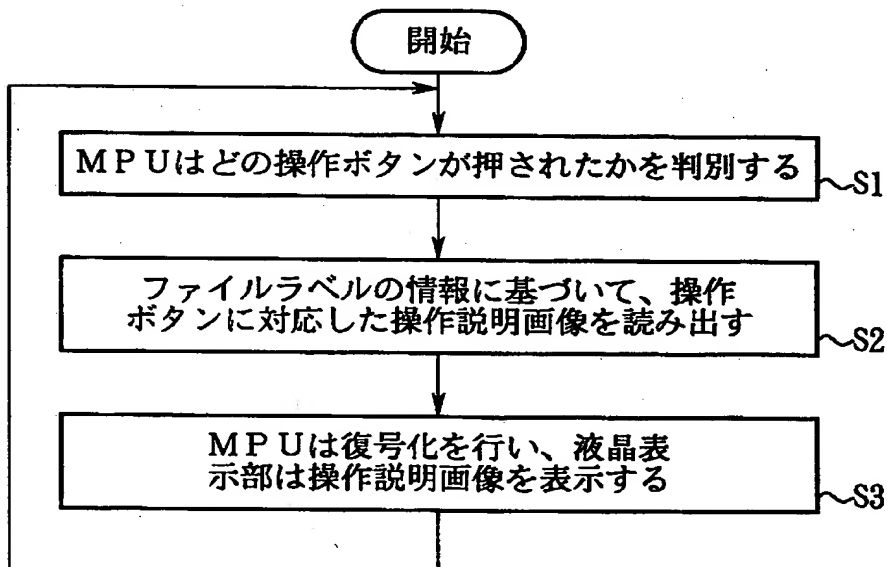 開始
MPUはどの操作ボタンが押されたかを判別する
S1
ファイルラベルの情報に基づいて、操作
ボタンに対応した操作説明画像を読み出す
S2
MPUは復号化を行い、液晶表
示部は操作説明画像を表示する
S3